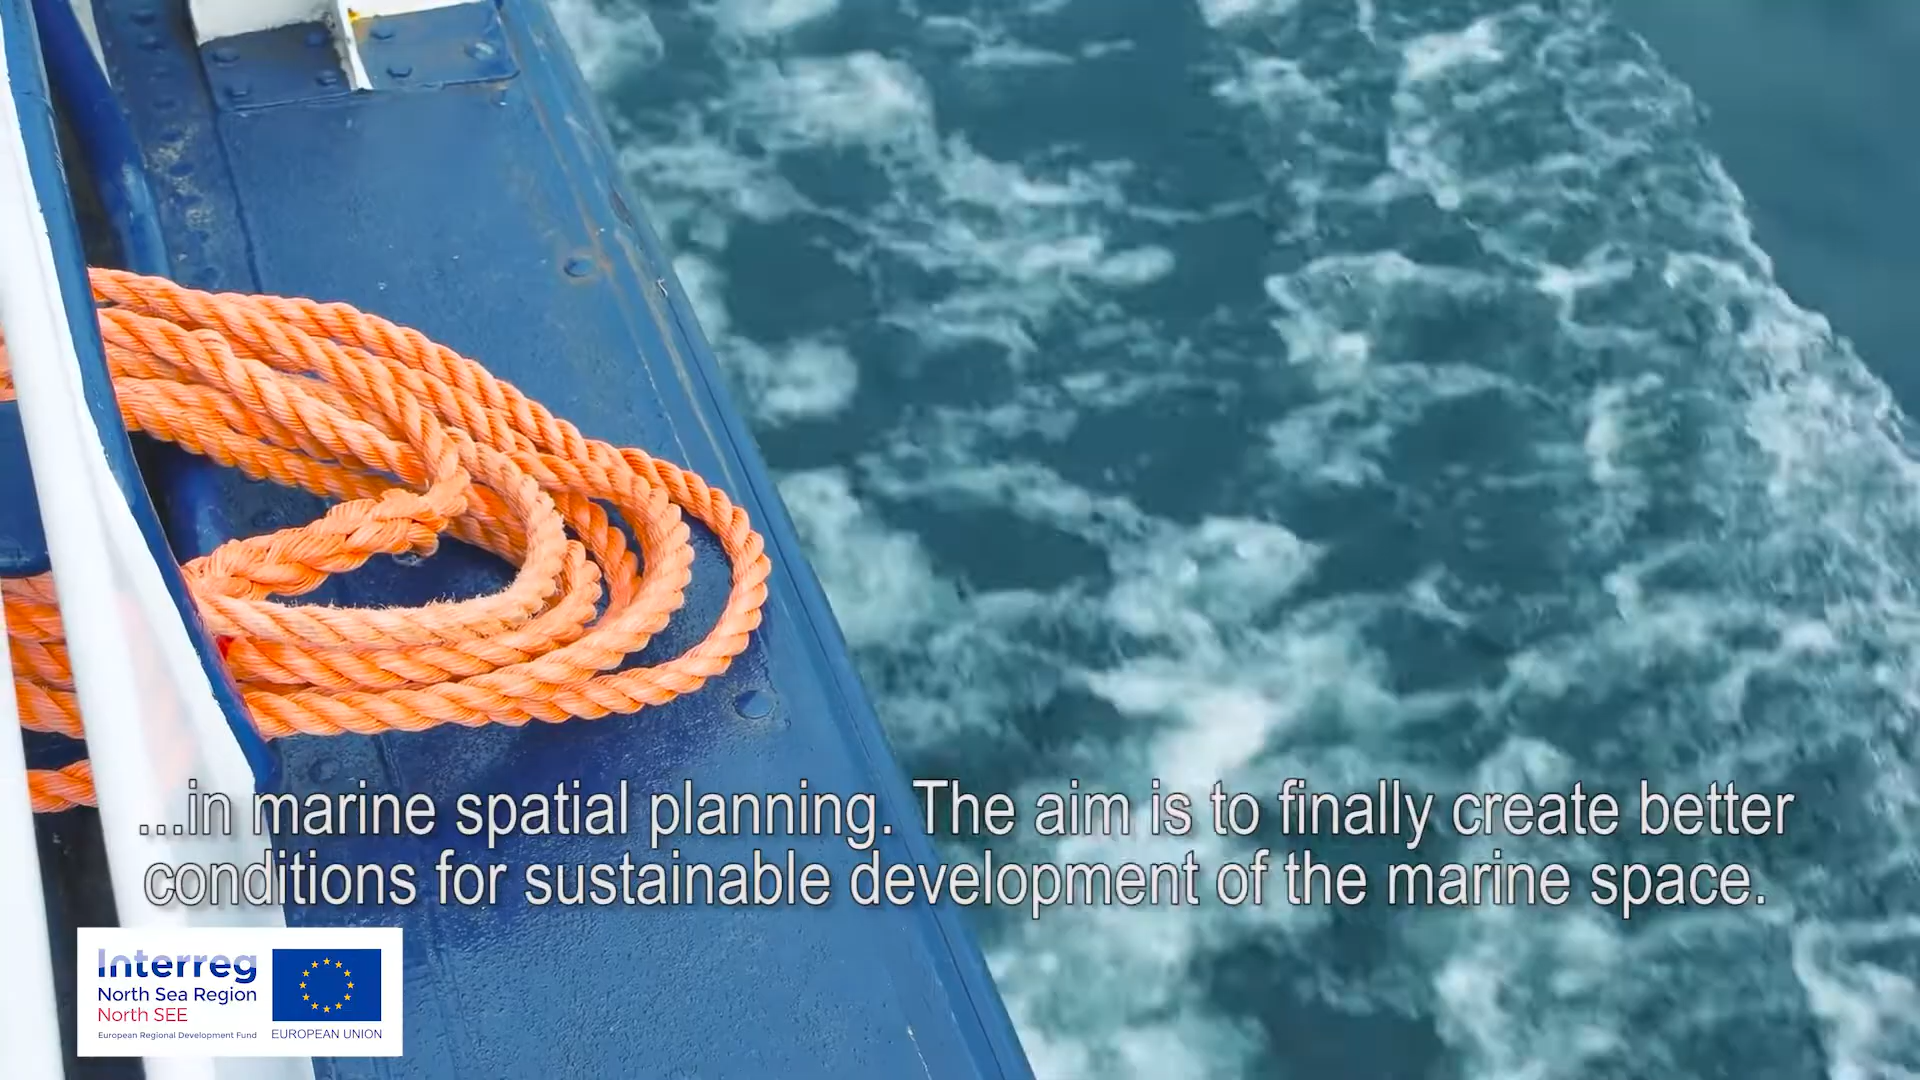 ...in marine spatial planning. The aim is to finally create better
conditions for sustainable development of the marine space.
Interreg
North Sea Region
North SEE
European Regional Development Fund
EUROPEAN UNION